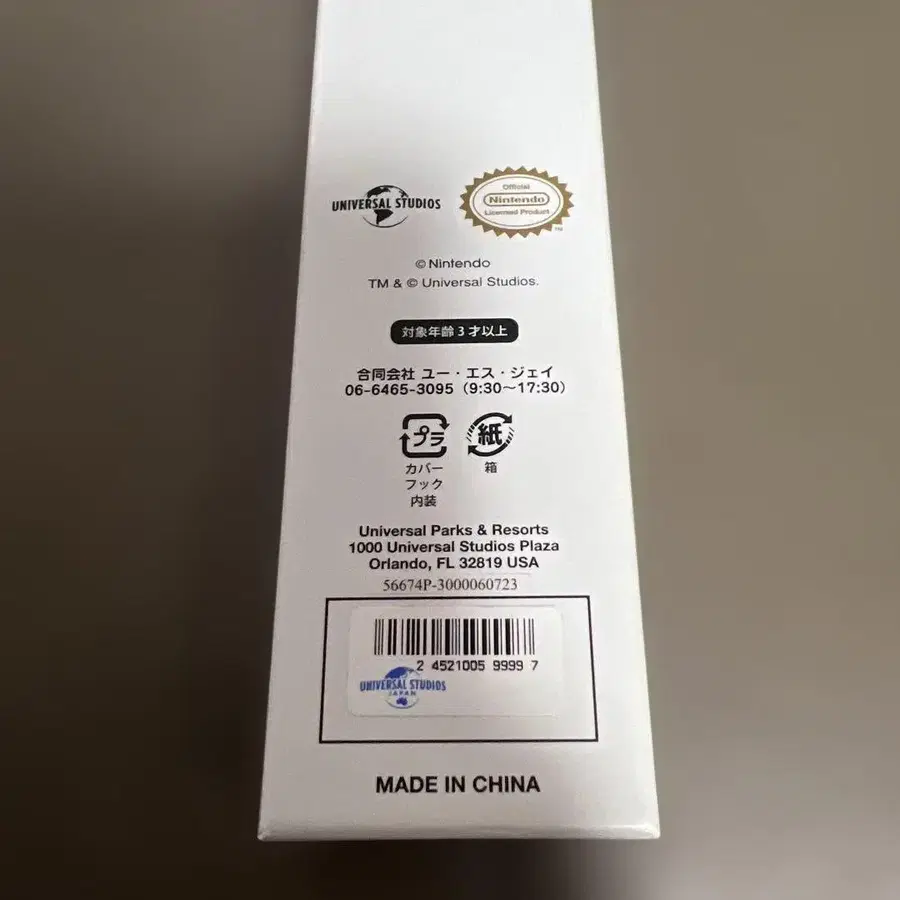 UNIVERSAL STUDIOS
Official
Nintendo
Licensed Product
TM
© Nintendo
TM & © Universal Studios.
対象年齢3才以上
合同会社 ユー・エス・ジェイ
06-6465-3095（9:30～17:30）
プラ
紙
カバー
フック
内装
箱
Universal Parks & Resorts
1000 Universal Studios Plaza
Orlando, FL 32819 USA
56674P-3000060723
2 4521005 9999 7
UNIVERSAL STUDIOS
JAPAN
MADE IN CHINA